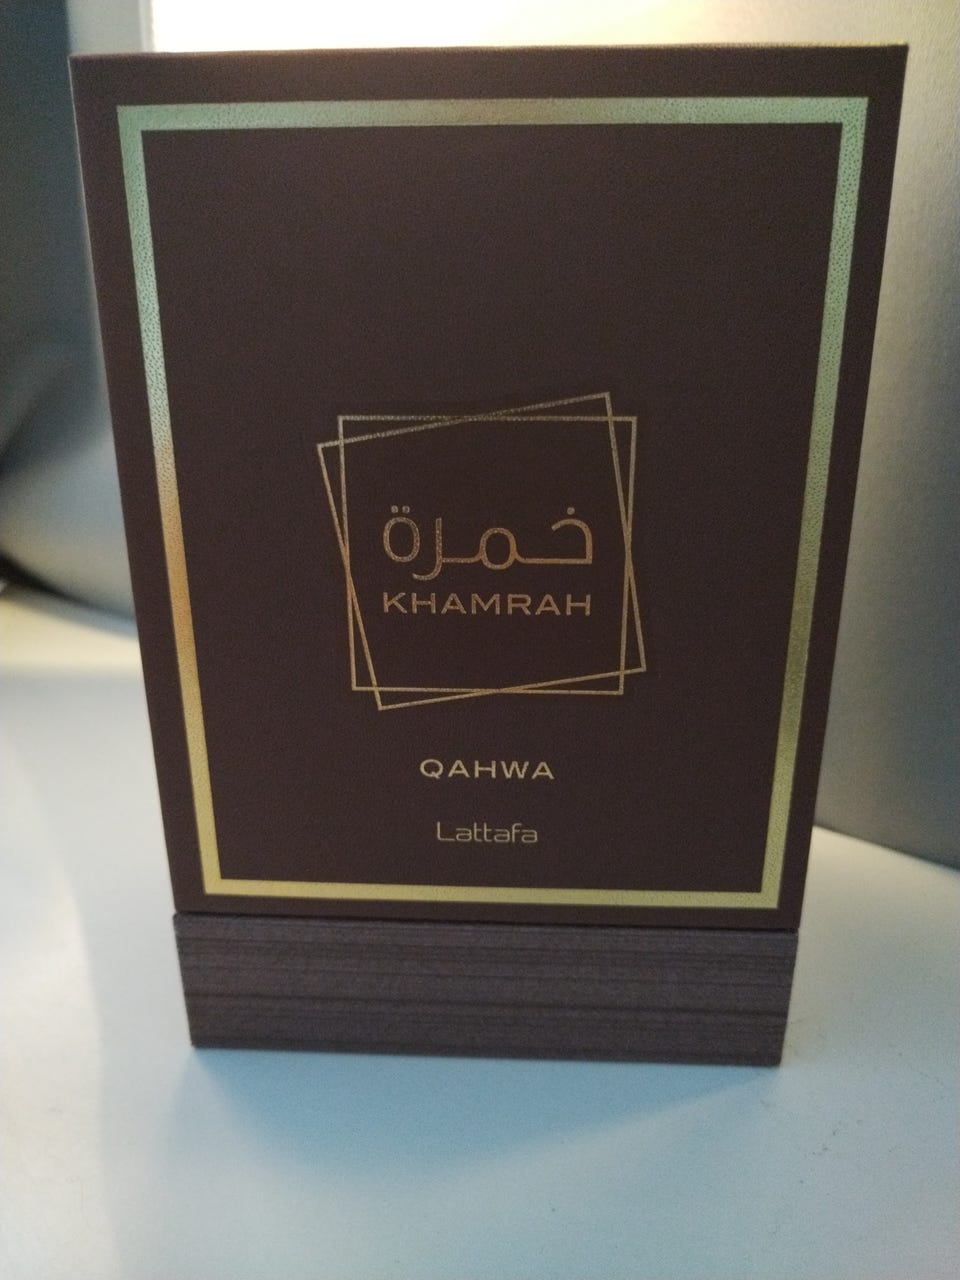 خمرة
KHAMRAH
QAHWA
Lattafa